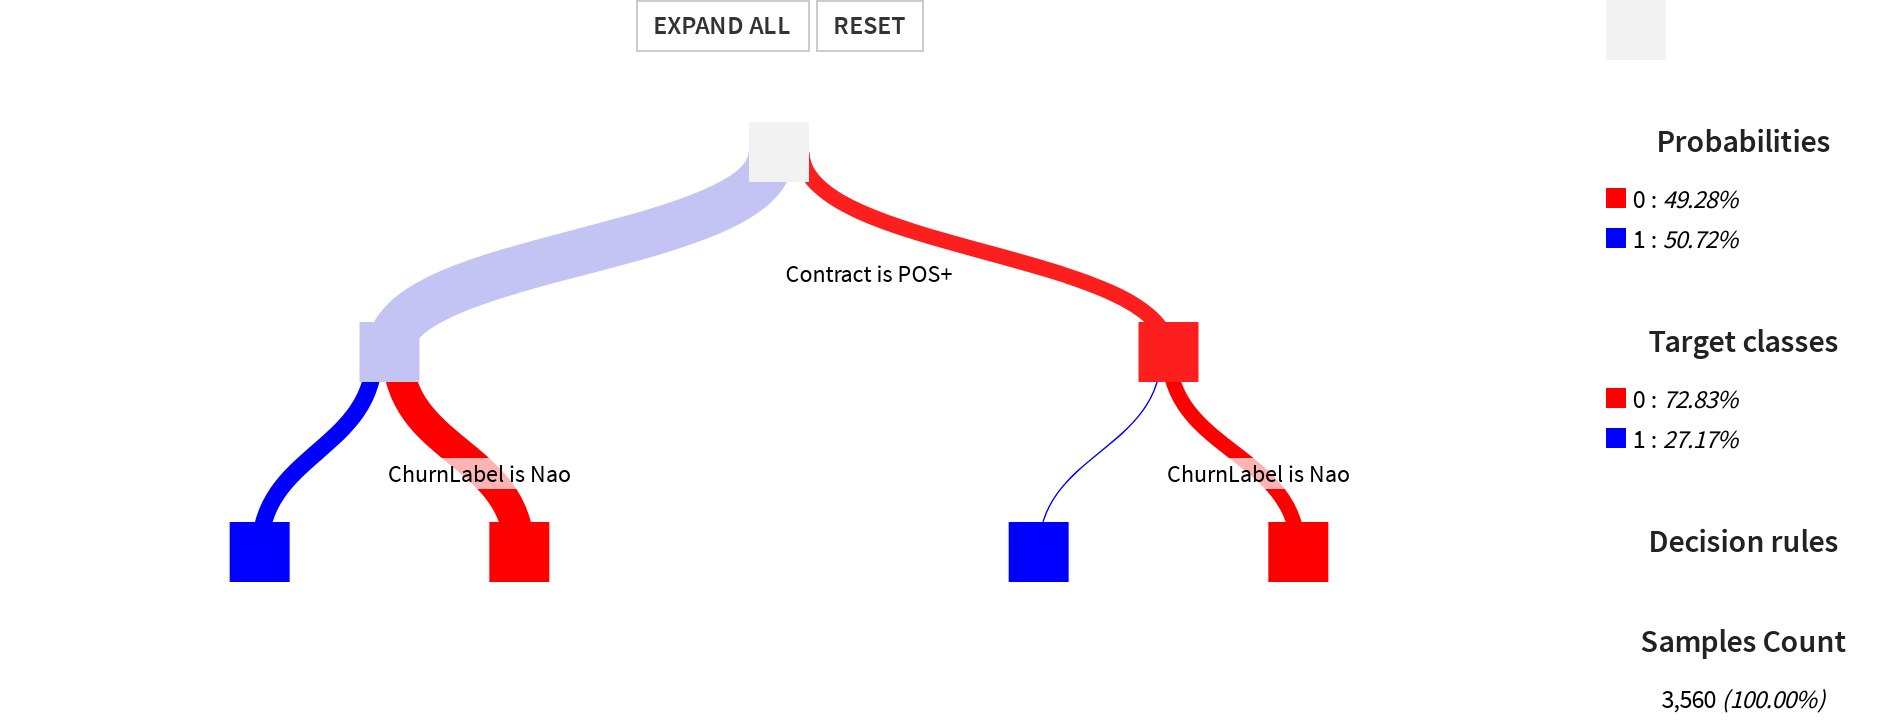 EXPAND ALL
RESET
Contract is POS+
ChurnLabel is Nao
ChurnLabel is Nao
Probabilities
0 : 49.28%
1 : 50.72%
Target classes
0 : 72.83%
1 : 27.17%
Decision rules
Samples Count
3,560 (100.00%)